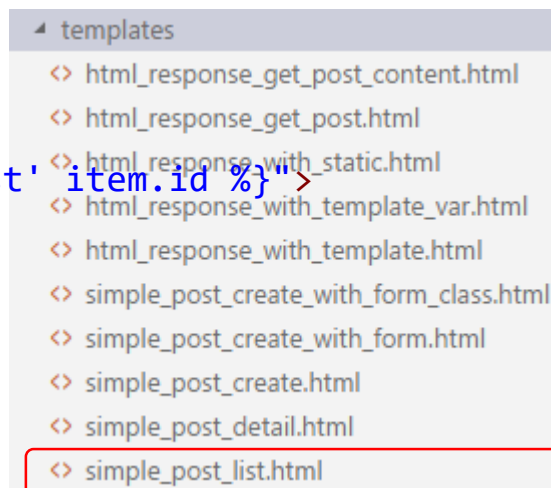 templates
<> html_response_get_post_content.html
<> html_response_get_post.html
<> html_response_with_static.html
t' item.id %}">
<> html_response_with_template_var.html
<> html_response_with_template.html
<> simple_post_create_with_form_class.html
<> simple_post_create_with_form.html
<> simple_post_create.html
<> simple_post_detail.html
<> simple_post_list.html